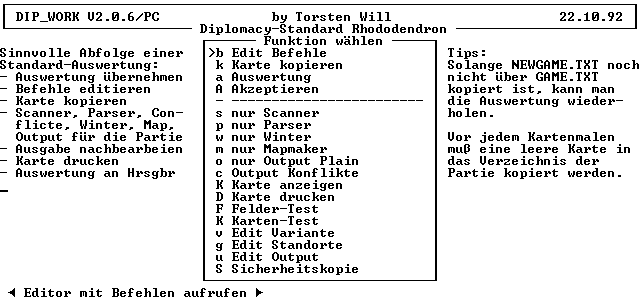 DIP_WORK V2.0.6/PC by Torsten Will 22.10.92
Diplomacy-Standard Rhododendron
Sinnvolle Abfolge einer
Standard-Auswertung:
- Auswertung übernehmen
- Befehle editieren
- Karte kopieren
- Scanner, Parser, Con-
flicte, Winter, Map,
Output für die Partie
- Ausgabe nachbearbeien
- Karte drucken
- Auswertung an Hrsgbr
Funktion wählen
>b Edit Befehle
k Karte kopieren
a Auswertung
A Akzeptieren
- -----------------------
s nur Scanner
p nur Parser
w nur Winter
m nur Mapmaker
o nur Output Plain
c Output Konflikte
K Karte anzeigen
D Karte drucken
F Felder-Test
K Karten-Test
v Edit Variante
g Edit Standorte
u Edit Output
S Sicherheitskopie
Tips:
Solange NEWGAME.TXT noch
nicht über GAME.TXT
kopiert ist, kann man
die Auswertung wieder-
holen.
Vor jedem Kartenmalen
muß eine leere Karte in
das Verzeichnis der
Partie kopiert werden.
◄ Editor mit Befehlen aufrufen ►